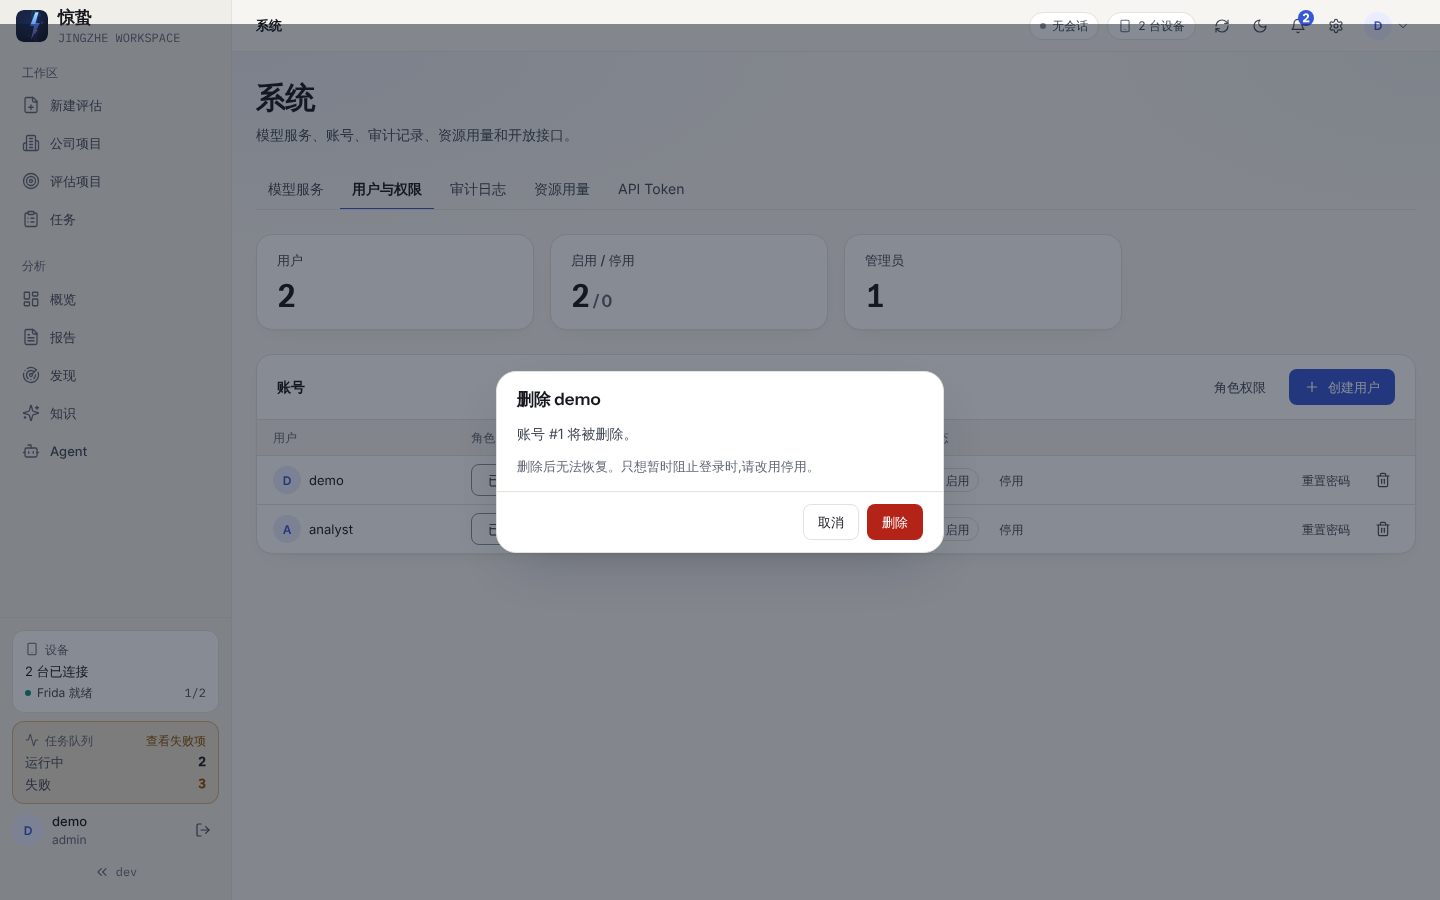 惊蛰
JINGZHE WORKSPACE
工作区
新建评估
公司项目
评估项目
任务
分析
概览
报告
发现
知识
Agent
设备
2 台已连接
Frida 就绪 1/2
任务队列 查看失败项
运行中 2
失败 3
D demo
admin
dev
系统
无会话
2 台设备
2
D
系统
模型服务、账号、审计记录、资源用量和开放接口。
模型服务 用户与权限 审计日志 资源用量 API Token
用户
2
启用 / 停用
2 / 0
管理员
1
账号 角色权限 创建用户
用户 角色
D demo 启用 停用 重置密码
A analyst 启用 停用 重置密码
删除 demo
账号 #1 将被删除。
删除后无法恢复。只想暂时阻止登录时,请改用停用。
取消 删除